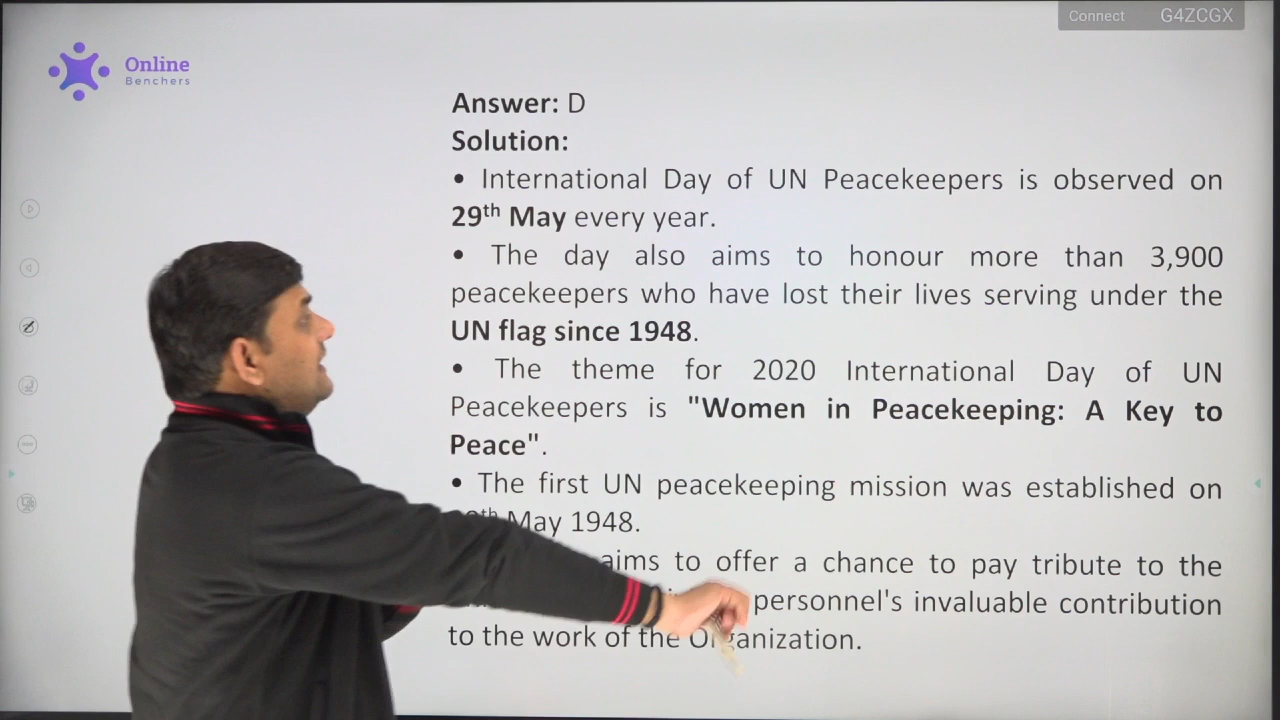 Connect G4ZCGX
Online
Benchers
Answer: D
Solution:
• International Day of UN Peacekeepers is observed on
29th May every year.
• The day also aims to honour more than 3,900
peacekeepers who have lost their lives serving under the
UN flag since 1948.
• The theme for 2020 International Day of UN
Peacekeepers is "Women in Peacekeeping: A Key to
Peace".
• The first UN peacekeeping mission was established on
May 1948.
aims to offer a chance to pay tribute to the
personnel's invaluable contribution
to the work of the Organization.